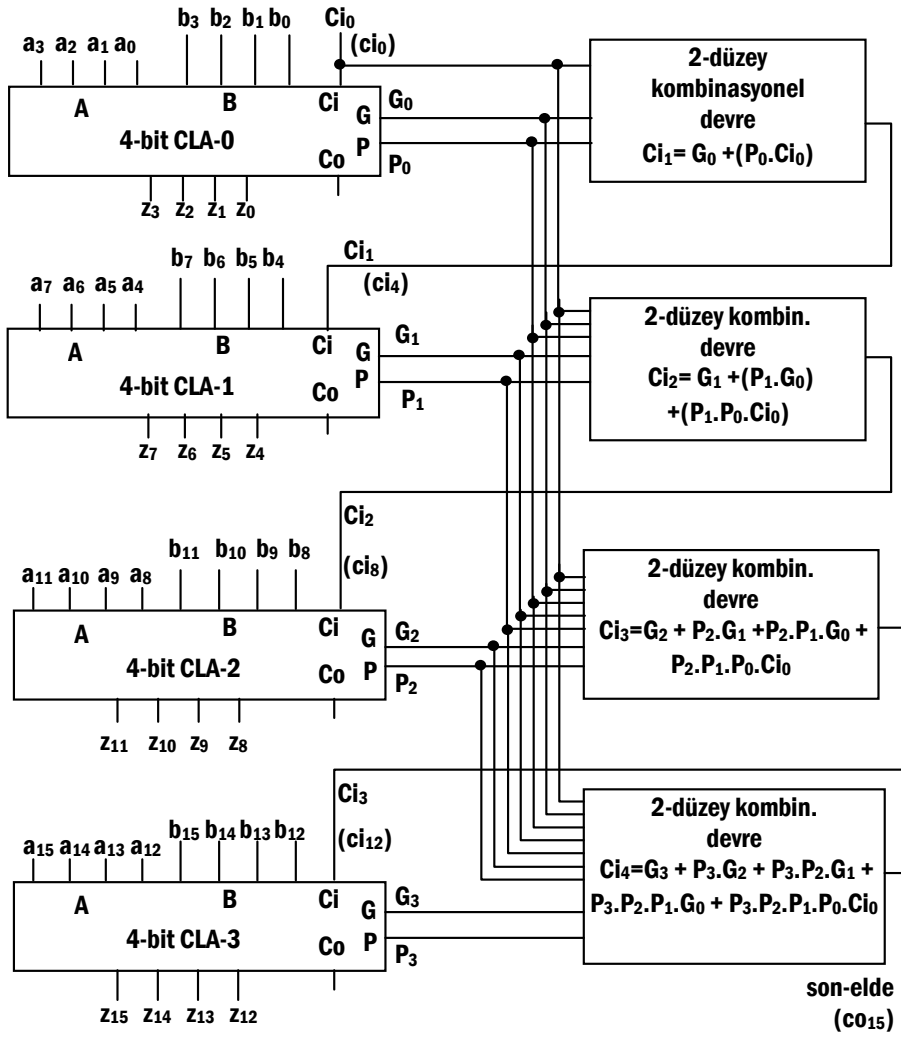 b₃ b₂ b₁ b₀ Ci₀
(ci₀)
a₃ a₂ a₁ a₀
A B Ci G G₀
4-bit CLA-0 P P₀
Co
z₃ z₂ z₁ z₀
2-düzey
kombinasyonel
devre
Ci₁= G₀ +(P₀.Ci₀)
Ci₁
(ci₄)
b₇ b₆ b₅ b₄
a₇ a₆ a₅ a₄
A B Ci G G₁
4-bit CLA-1 P P₁
Co
z₇ z₆ z₅ z₄
2-düzey kombin.
devre
Ci₂= G₁ +(P₁.G₀)
+(P₁.P₀.Ci₀)
Ci₂
(ci₈)
b₁₁ b₁₀ b₉ b₈
a₁₁ a₁₀ a₉ a₈
A B Ci G G₂
4-bit CLA-2 P P₂
Co
z₁₁ z₁₀ z₉ z₈
2-düzey kombin.
devre
Ci₃=G₂ + P₂.G₁ +P₂.P₁.G₀ +
P₂.P₁.P₀.Ci₀
Ci₃
(ci₁₂)
b₁₅ b₁₄ b₁₃ b₁₂
a₁₅ a₁₄ a₁₃ a₁₂
A B Ci G G₃
4-bit CLA-3 P P₃
Co
z₁₅ z₁₄ z₁₃ z₁₂
2-düzey kombin.
devre
Ci₄=G₃ + P₃.G₂ + P₃.P₂.G₁ +
P₃.P₂.P₁.G₀ + P₃.P₂.P₁.P₀.Ci₀
son-elde
(co₁₅)